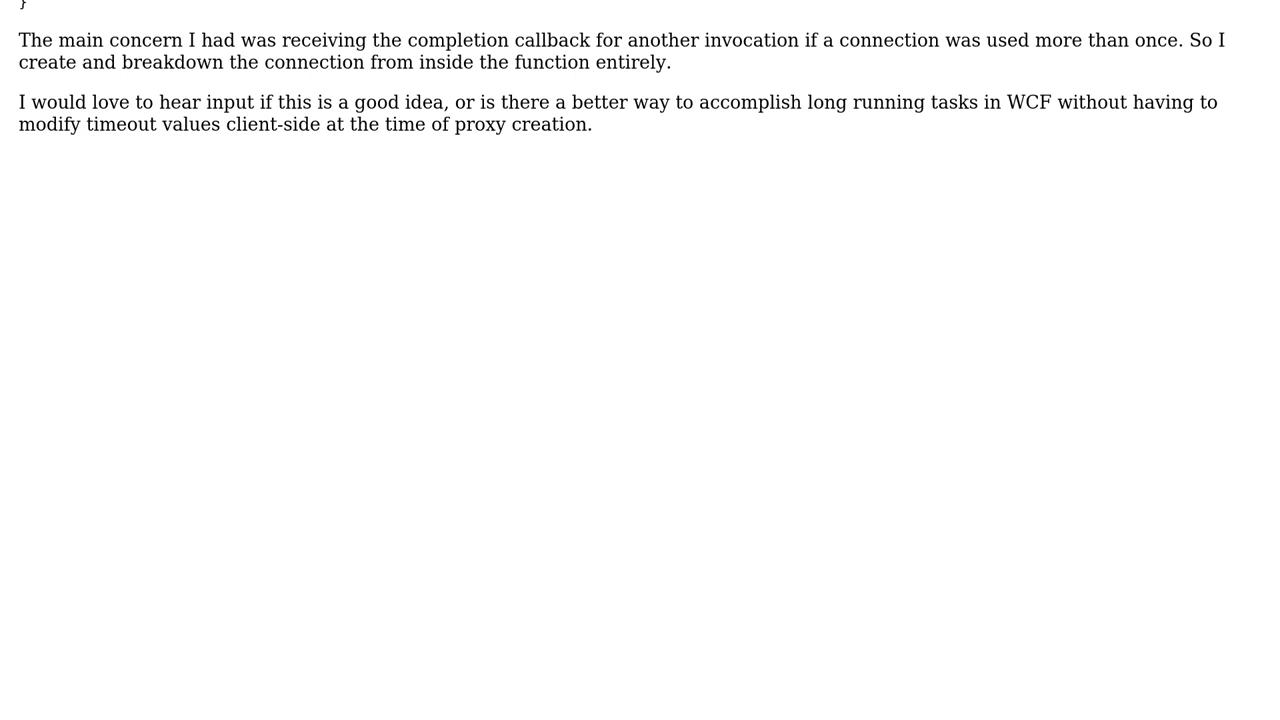 }
The main concern I had was receiving the completion callback for another invocation if a connection was used more than once. So I
create and breakdown the connection from inside the function entirely.
I would love to hear input if this is a good idea, or is there a better way to accomplish long running tasks in WCF without having to
modify timeout values client-side at the time of proxy creation.